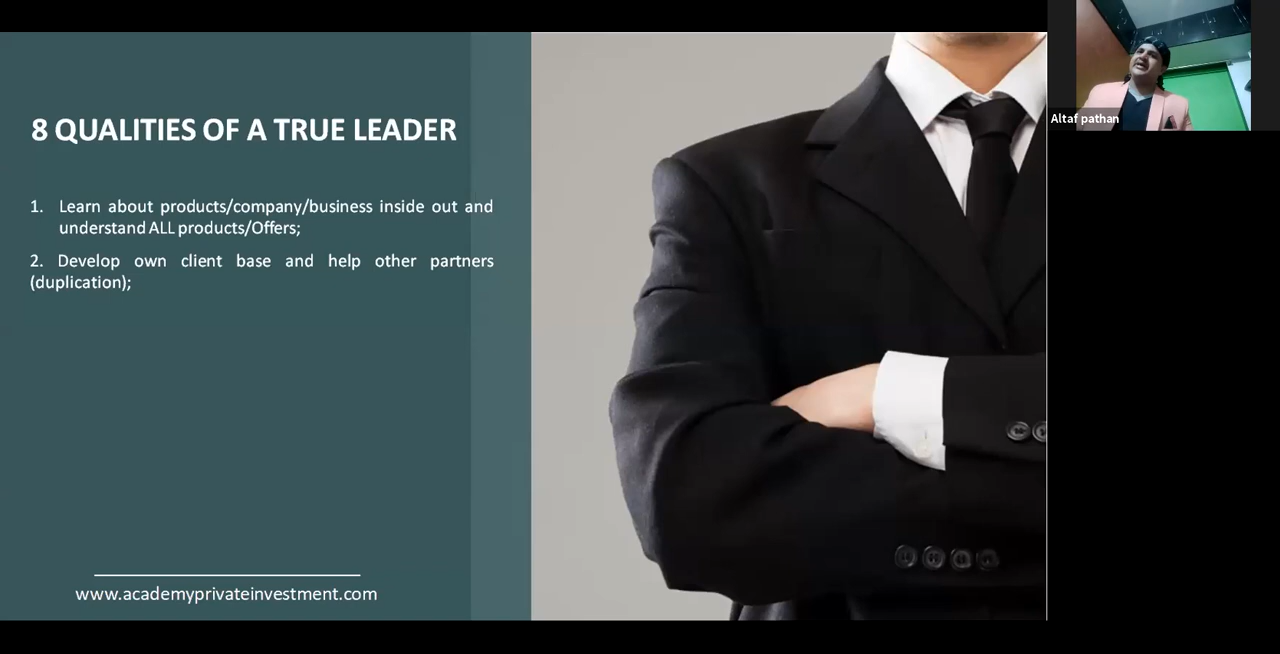 8 QUALITIES OF A TRUE LEADER
1. Learn about products/company/business inside out and
understand ALL products/Offers;
2. Develop own client base and help other partners
(duplication);
www.academyprivateinvestment.com
Altaf pathan